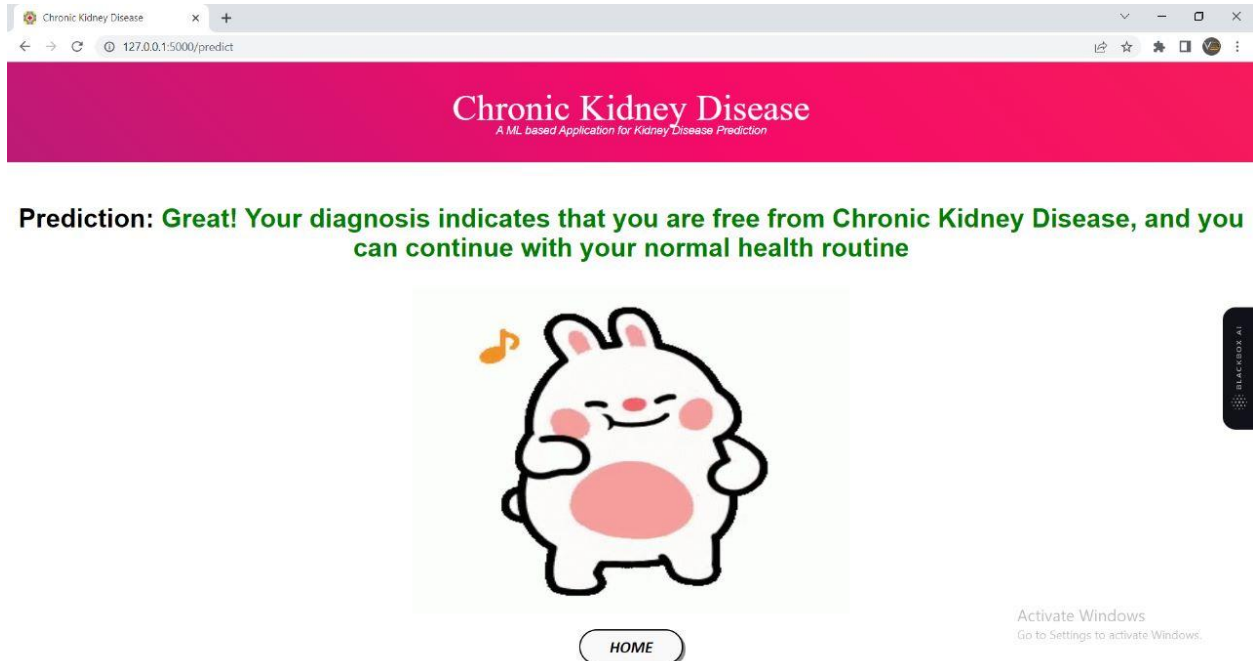 Chronic Kidney Disease
127.0.0.1:5000/predict
Chronic Kidney Disease
A ML based Application for Kidney Disease Prediction
Prediction: Great! Your diagnosis indicates that you are free from Chronic Kidney Disease, and you
can continue with your normal health routine
BLACKBOX AI
HOME
Activate Windows
Go to Settings to activate Windows.